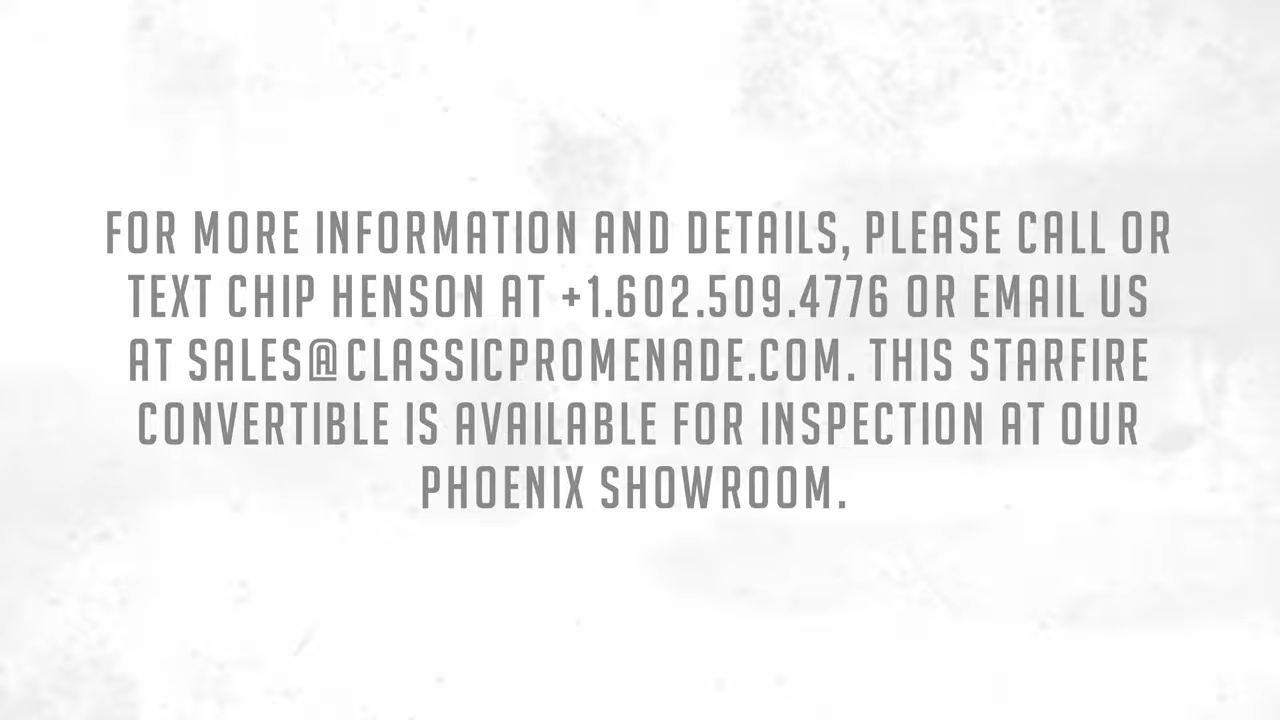 FOR MORE INFORMATION AND DETAILS, PLEASE CALL OR
TEXT CHIP HENSON AT +1.602.509.4776 OR EMAIL US
AT SALES@CLASSICPROMENADE.COM. THIS STARFIRE
CONVERTIBLE IS AVAILABLE FOR INSPECTION AT OUR
PHOENIX SHOWROOM.